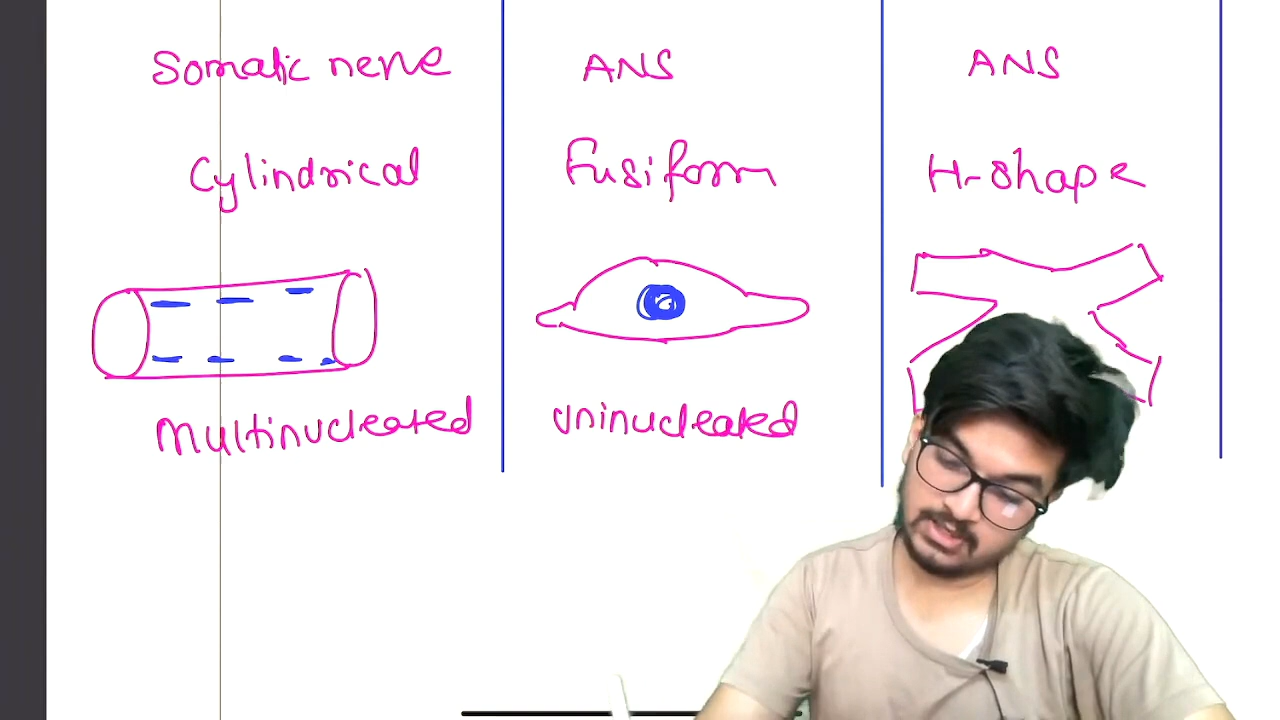 Somatic nerve
ANS
ANS
Cylindrical
Fusiform
H-shape
Multinucleated
Uninucleated